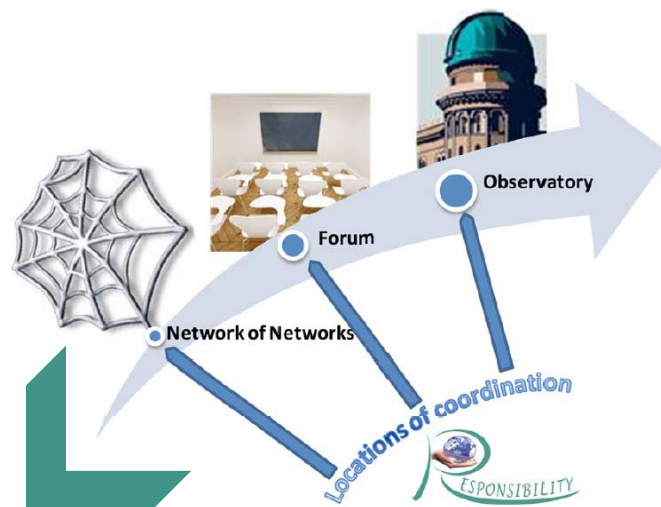 Observatory
Forum
Network of Networks
Locations of coordination
RESPONSIBILITY